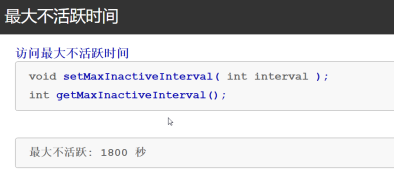 最大不活跃时间
访问最大不活跃时间
void setMaxInactiveInterval( int interval );
int getMaxInactiveInterval();
最大不活跃: 1800 秒